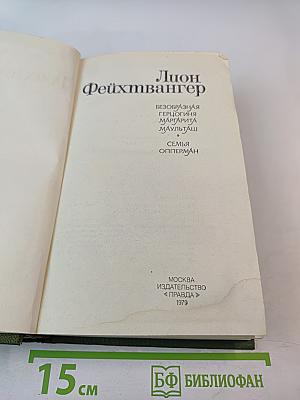 Лион
Фейхтвангер
БЕЗОБРАЗНАЯ
ГЕРЦОГИНЯ
МАРГАРИТА
МАУЛЬТАШ
•
СЕМЬЯ
ОППЕРМАН
МОСКВА
ИЗДАТЕЛЬСТВО
«ПРАВДА»
1979
15 см
БФ БИБЛИОФАН